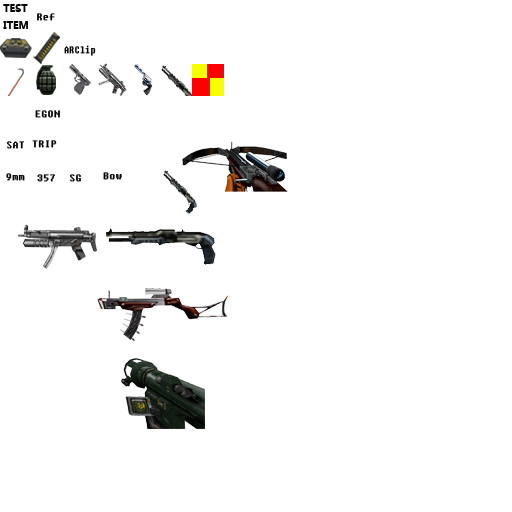 TEST
ITEM
Ref
ARClip
EGON
SAT TRIP
9mm 357 SG Bow